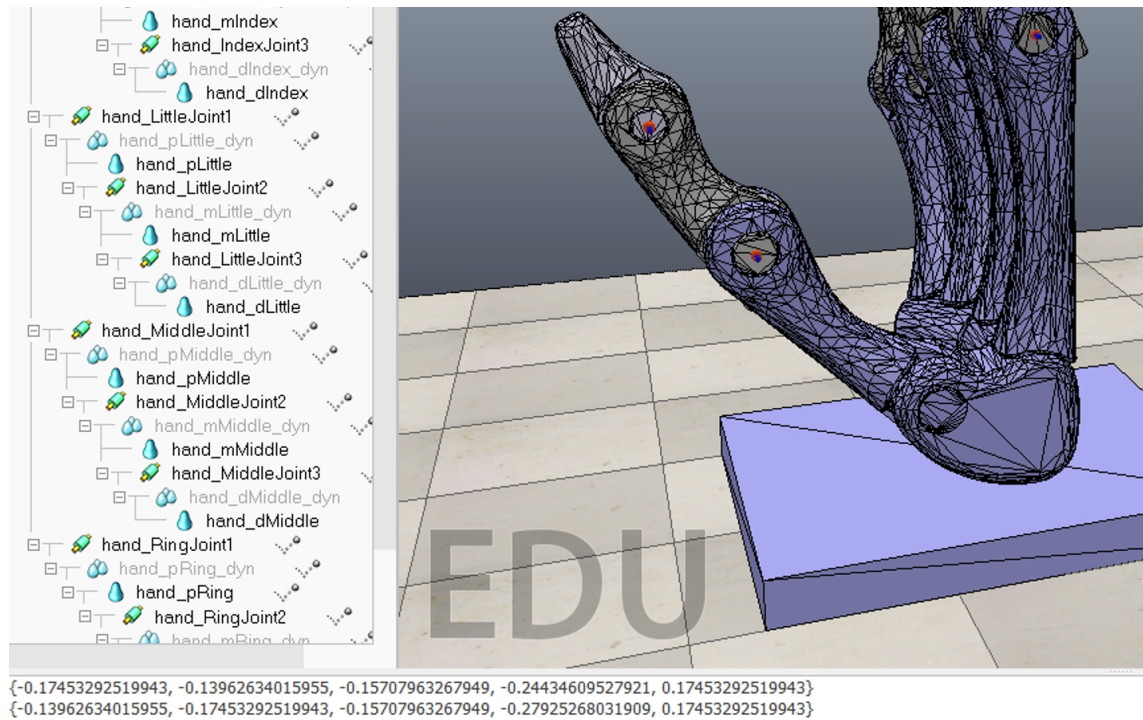 hand_mIndex
hand_IndexJoint3
hand_dIndex_dyn
hand_dIndex
hand_LittleJoint1
hand_pLittle_dyn
hand_pLittle
hand_LittleJoint2
hand_mLittle_dyn
hand_mLittle
hand_LittleJoint3
hand_dLittle_dyn
hand_dLittle
hand_MiddleJoint1
hand_pMiddle_dyn
hand_pMiddle
hand_MiddleJoint2
hand_mMiddle_dyn
hand_mMiddle
hand_MiddleJoint3
hand_dMiddle_dyn
hand_dMiddle
hand_RingJoint1
hand_pRing_dyn
hand_pRing
hand_RingJoint2
hand_mRing_dyn
EDU
{-0.17453292519943, -0.13962634015955, -0.15707963267949, -0.24434609527921, 0.17453292519943}
{-0.13962634015955, -0.17453292519943, -0.15707963267949, -0.27925268031909, 0.17453292519943}